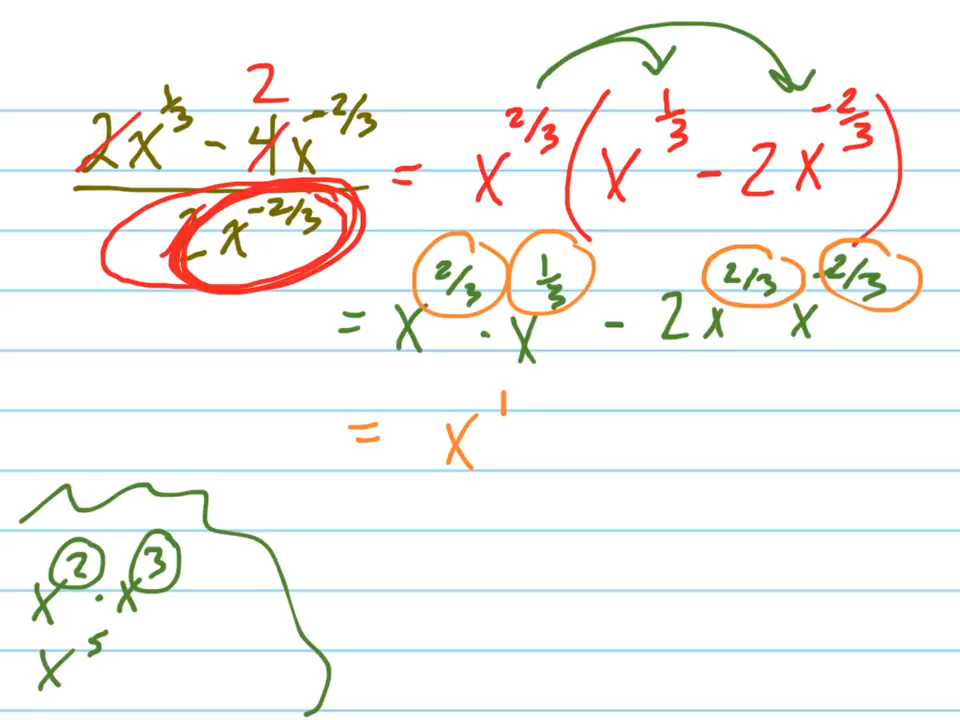 2
2x^{1/3} - 4x^{-2/3} = x^{2/3} (x^{1/3} - 2x^{-2/3})
x^{-2/3}
= x^{2/3} · x^{1/3} - 2x^{2/3} x^{-2/3}
= x^1
x^2 · x^3
x^5